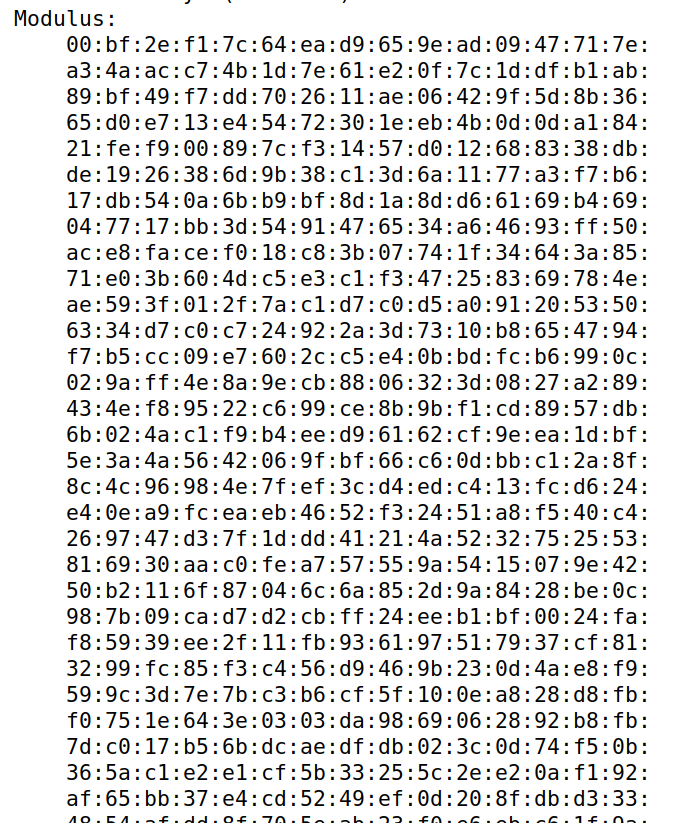 Modulus:
00:bf:2e:f1:7c:64:ea:d9:65:9e:ad:09:47:71:7e:
a3:4a:ac:c7:4b:1d:7e:61:e2:0f:7c:1d:df:b1:ab:
89:bf:49:f7:dd:70:26:11:ae:06:42:9f:5d:8b:36:
65:d0:e7:13:e4:54:72:30:1e:eb:4b:0d:0d:a1:84:
21:fe:f9:00:89:7c:f3:14:57:d0:12:68:83:38:db:
de:19:26:38:6d:9b:38:c1:3d:6a:11:77:a3:f7:b6:
17:db:54:0a:6b:b9:bf:8d:1a:8d:d6:61:69:b4:69:
04:77:17:bb:3d:54:91:47:65:34:a6:46:93:ff:50:
ac:e8:fa:ce:f0:18:c8:3b:07:74:1f:34:64:3a:85:
71:e0:3b:60:4d:c5:e3:c1:f3:47:25:83:69:78:4e:
ae:59:3f:01:2f:7a:c1:d7:c0:d5:a0:91:20:53:50:
63:34:d7:c0:c7:24:92:2a:3d:73:10:b8:65:47:94:
f7:b5:cc:09:e7:60:2c:c5:e4:0b:bd:fc:b6:99:0c:
02:9a:ff:4e:8a:9e:cb:88:06:32:3d:08:27:a2:89:
43:4e:f8:95:22:c6:99:ce:8b:9b:f1:cd:89:57:db:
6b:02:4a:c1:f9:b4:ee:d9:61:62:cf:9e:ea:1d:bf:
5e:3a:4a:56:42:06:9f:bf:66:c6:0d:bb:c1:2a:8f:
8c:4c:96:98:4e:7f:ef:3c:d4:ed:c4:13:fc:d6:24:
e4:0e:a9:fc:ea:eb:46:52:f3:24:51:a8:f5:40:c4:
26:97:47:d3:7f:1d:dd:41:21:4a:52:32:75:25:53:
81:69:30:aa:c0:fe:a7:57:55:9a:54:15:07:9e:42:
50:b2:11:6f:87:04:6c:6a:85:2d:9a:84:28:be:0c:
98:7b:09:ca:d7:d2:cb:ff:24:ee:b1:bf:00:24:fa:
f8:59:39:ee:2f:11:fb:93:61:97:51:79:37:cf:81:
32:99:fc:85:f3:c4:56:d9:46:9b:23:0d:4a:e8:f9:
59:9c:3d:7e:7b:c3:b6:cf:5f:10:0e:a8:28:d8:fb:
f0:75:1e:64:3e:03:03:da:98:69:06:28:92:b8:fb:
7d:c0:17:b5:6b:dc:ae:df:db:02:3c:0d:74:f5:0b:
36:5a:c1:e2:e1:cf:5b:33:25:5c:2e:e2:0a:f1:92:
af:65:bb:37:e4:cd:52:49:ef:0d:20:8f:db:d3:33: